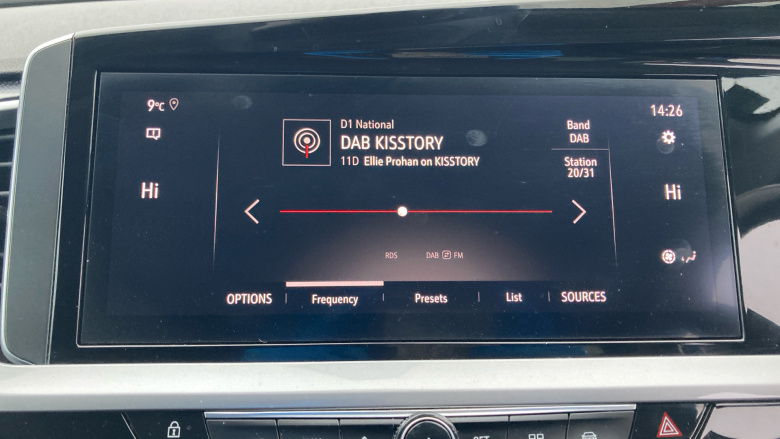 9°C
14:26
D1 National
DAB KISSTORY
11D Ellie Prohan on KISSTORY
Band
DAB
Station
20/31
Hi
Hi
RDS DAB FM
OPTIONS Frequency Presets List SOURCES